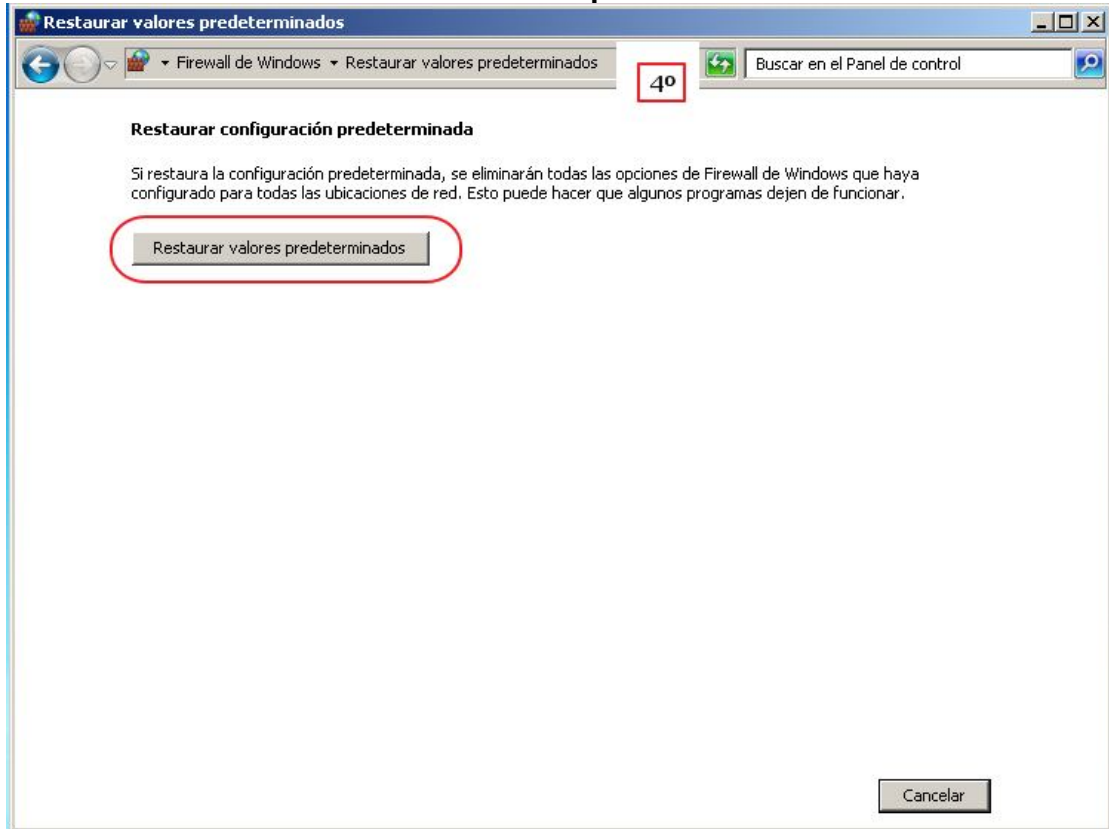 Restaurar valores predeterminados
Firewall de Windows Restaurar valores predeterminados
4º
Buscar en el Panel de control
Restaurar configuración predeterminada
Si restaura la configuración predeterminada, se eliminarán todas las opciones de Firewall de Windows que haya
configurado para todas las ubicaciones de red. Esto puede hacer que algunos programas dejen de funcionar.
Restaurar valores predeterminados
Cancelar